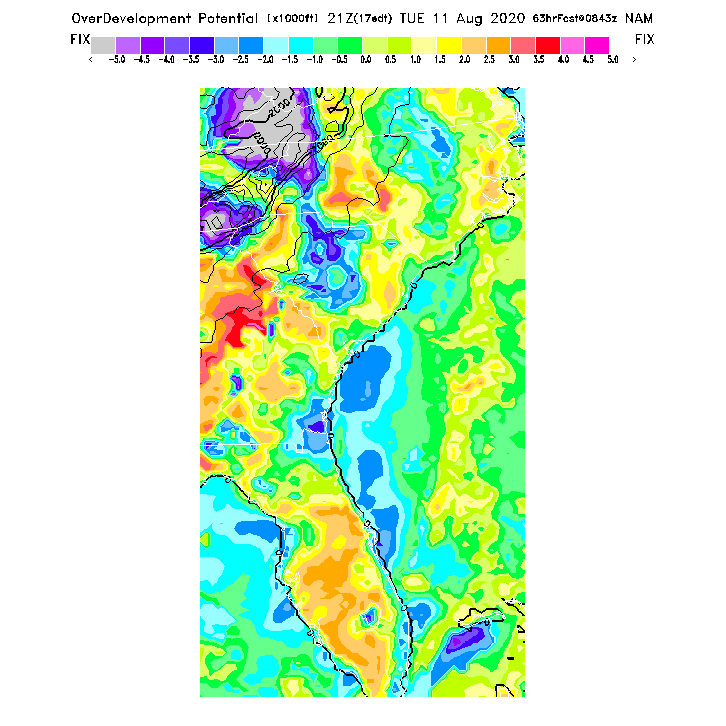 OverDevelopment Potential [x1000ft] 21Z(17edt) TUE 11 Aug 2020 63hrFcst@0843z NAM
FIX FIX
< -5.0 -4.5 -4.0 -3.5 -3.0 -2.5 -2.0 -1.5 -1.0 -0.5 0.0 0.5 1.0 1.5 2.0 2.5 3.0 3.5 4.0 4.5 5.0 >
2000
2000